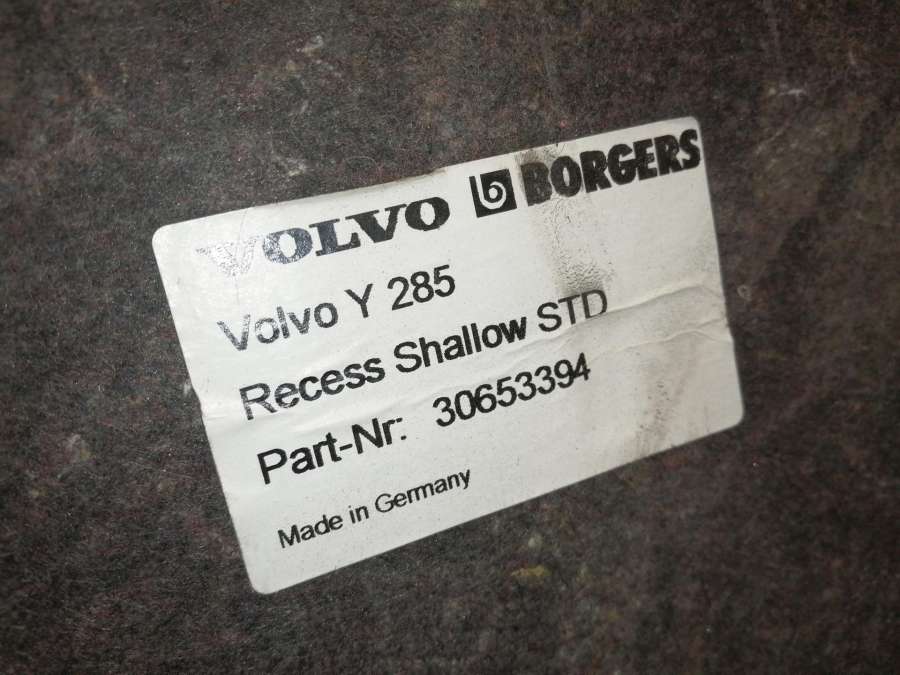 VOLVO BORGERS
Volvo Y 285
Recess Shallow STD
Part-Nr: 30653394
Made in Germany